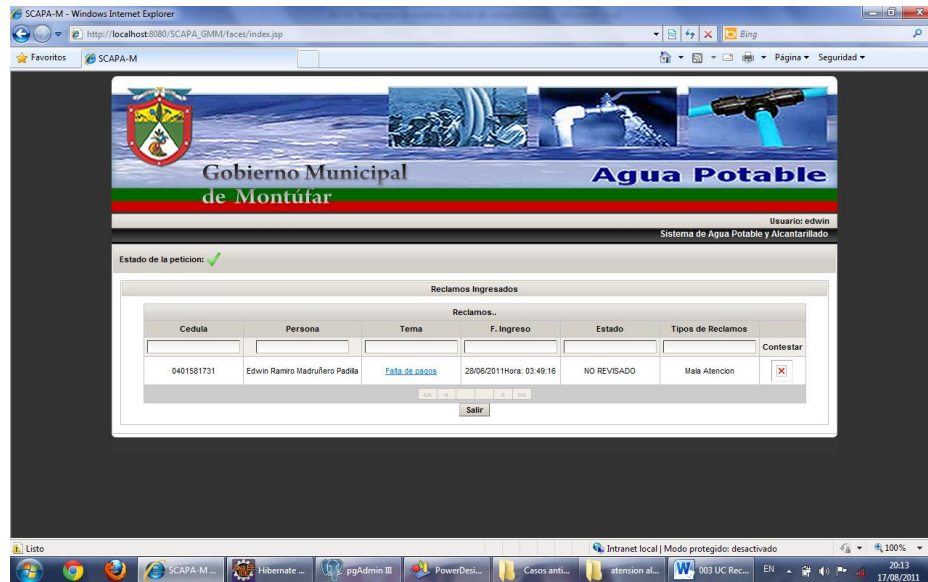 SCAPA-M - Windows Internet Explorer
http://localhost:8080/SCAPA_GMM/faces/index.jsp
Bing
Favoritos
SCAPA-M
Página
Seguridad
Gobierno Municipal
de Montúfar
Agua Potable
Usuario: edwin
Sistema de Agua Potable y Alcantarillado
Estado de la peticion:
Reclamos Ingresados
Reclamos..
Cedula Persona Tema F. Ingreso Estado Tipos de Reclamos
Contestar
0401581731 Edwin Ramiro Madruñero Padilla Falta de pagos 28/06/2011Hora: 03:49:16 NO REVISADO Mala Atencion
«« « » »»
Salir
Listo
Intranet local | Modo protegido: desactivado
100%
SCAPA-M ... Hibernate ... pgAdmin III PowerDesi... Casos anti... atension al... 003 UC Rec... EN
20:13
17/08/2011